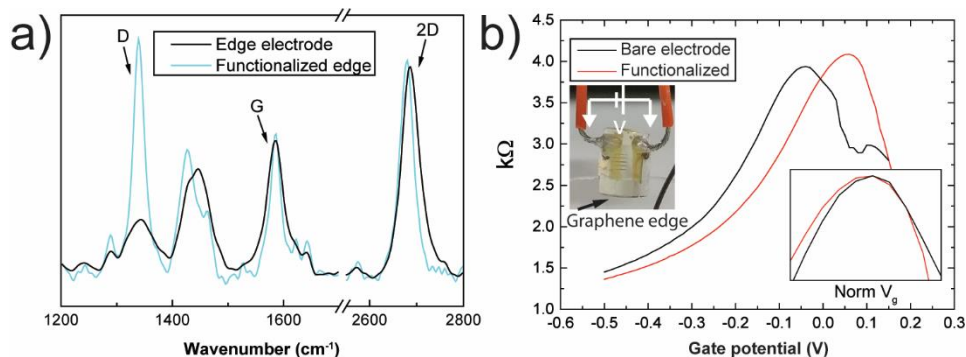 a)
D
Edge electrode
Functionalized edge
2D
G
1200 1400 1600 2600 2800
Wavenumber (cm⁻¹)
b)
Bare electrode
Functionalized
V
Graphene edge
Norm Vg
4.5
4.0
3.5
3.0
2.5
2.0
1.5
1.0
kΩ
-0.6 -0.5 -0.4 -0.3 -0.2 -0.1 0.0 0.1 0.2 0.3
Gate potential (V)